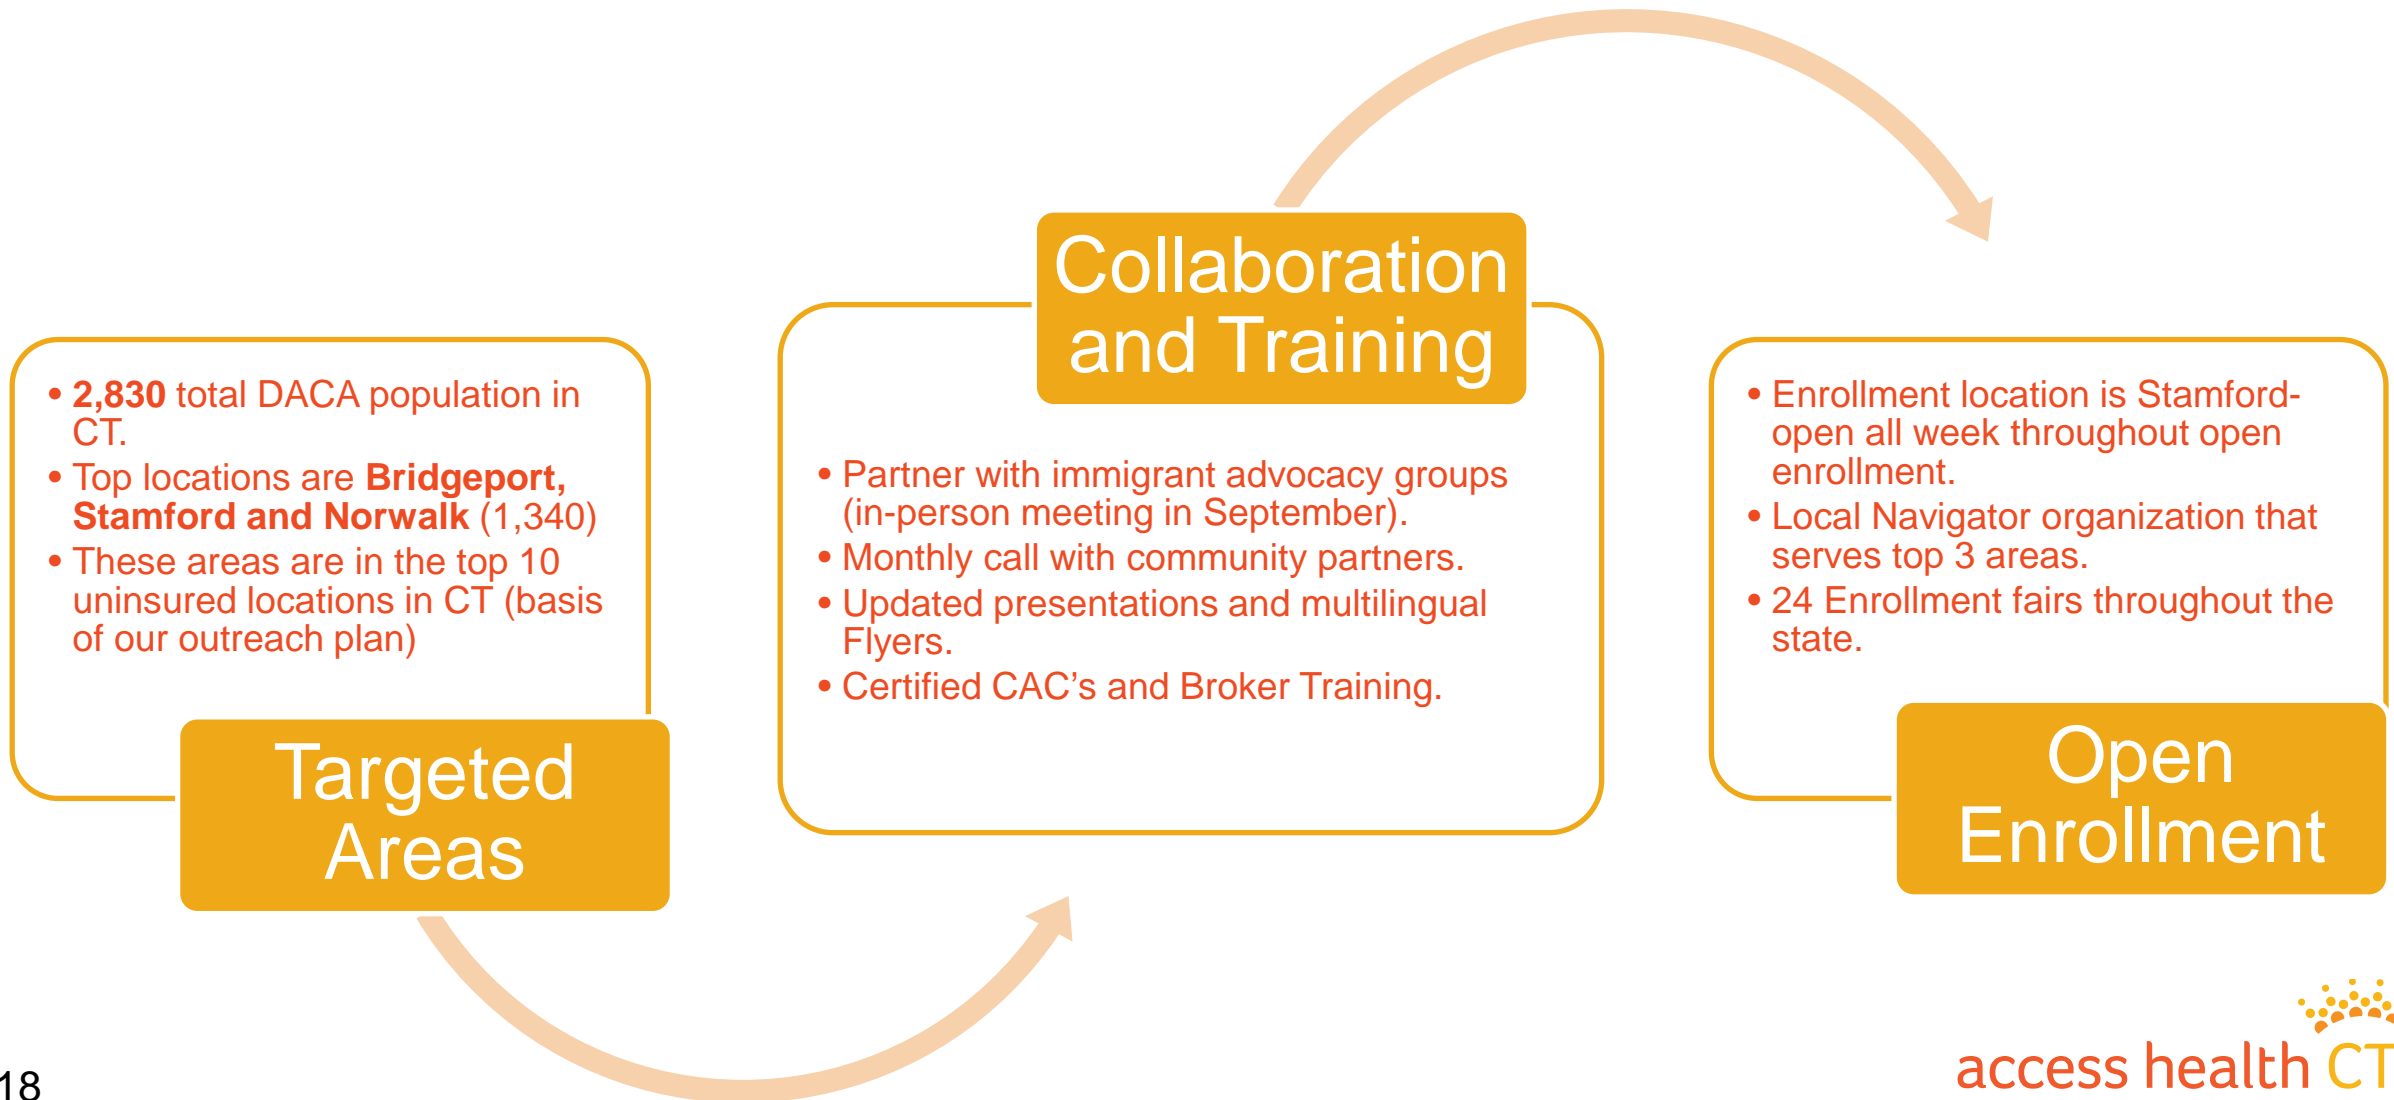 • 2,830 total DACA population in
CT.
• Top locations are Bridgeport,
Stamford and Norwalk (1,340)
• These areas are in the top 10
uninsured locations in CT (basis
of our outreach plan)
Targeted
Areas
Collaboration
and Training
• Partner with immigrant advocacy groups
(in-person meeting in September).
• Monthly call with community partners.
• Updated presentations and multilingual
Flyers.
• Certified CAC’s and Broker Training.
• Enrollment location is Stamford-
open all week throughout open
enrollment.
• Local Navigator organization that
serves top 3 areas.
• 24 Enrollment fairs throughout the
state.
Open
Enrollment
18
access health CT